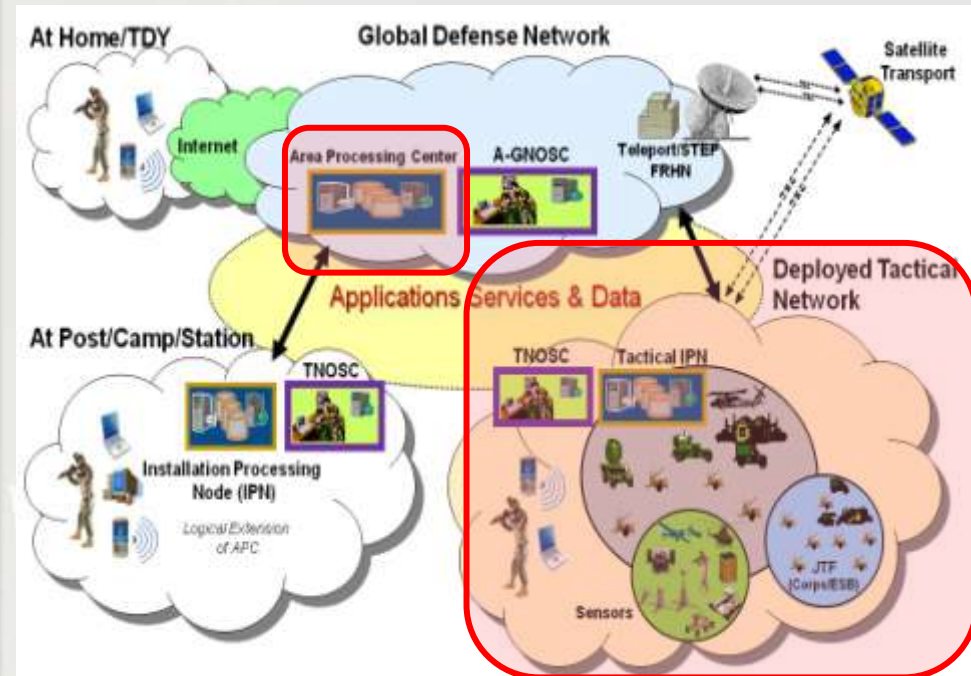 At Home/TDY
Global Defense Network
Satellite
Transport
Internet
Area Processing Center
A-GNOSC
Teleport/STEP
FRHN
Applications Services & Data
Deployed Tactical
Network
At Post/Camp/Station
TNOSC
TNOSC
Tactical IPN
Installation Processing
Node (IPN)
Logical Extension
of APC
JTF
(Corps/ESB)
Sensors